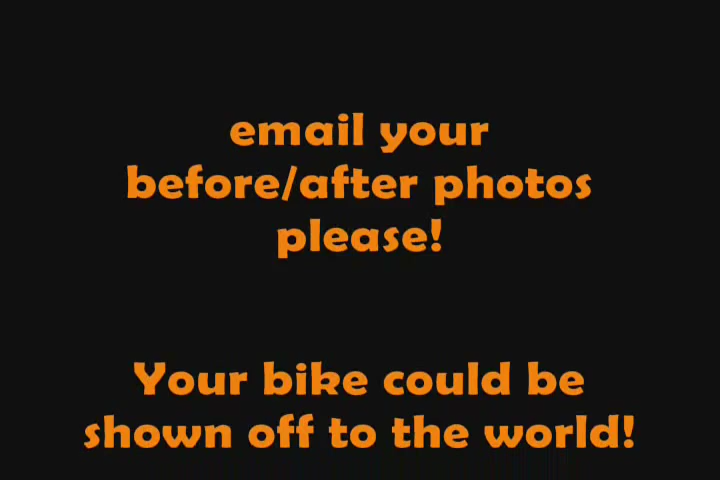 email your
before/after photos
please!
Your bike could be
shown off to the world!